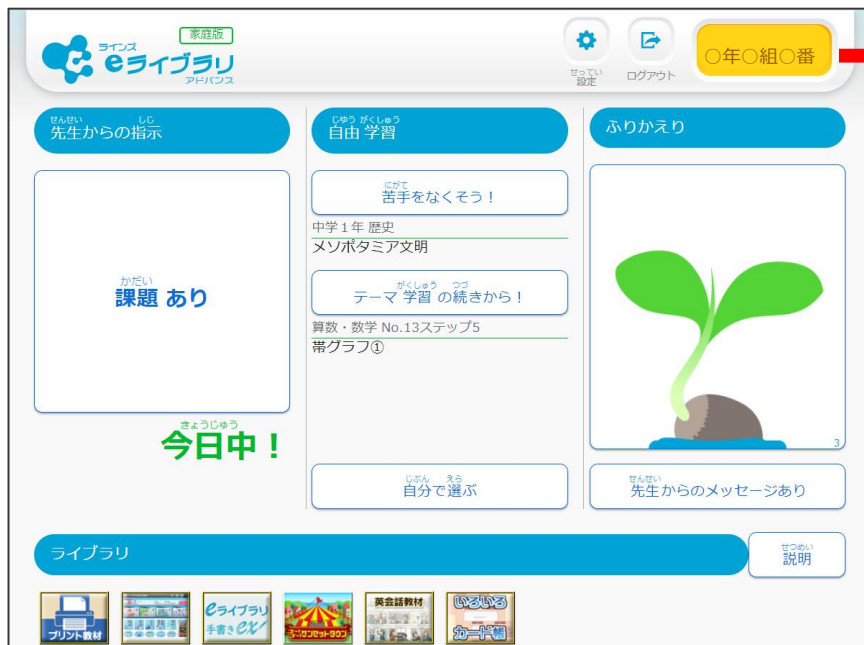 家庭版
ラインズ
eライブラリ
アドバンス
せってい
設定
ログアウト
○年○組○番
せんせい しじ
先生からの指示
じゆう がくしゅう
自由 学習
ふりかえり
かだい
課題 あり
きょうじゅう
今日中！
にがて
苦手をなくそう！
中学１年 歴史
メソポタミア文明
がくしゅう つづ
テーマ 学習 の続きから！
算数・数学 No.13ステップ5
帯グラフ①
じぶん えら
自分で選ぶ
3
せんせい
先生からのメッセージあり
ライブラリ
せつめい
説明
プリント教材
eライブラリ
手書きex!
英会話教材
いろいろ
カード帳